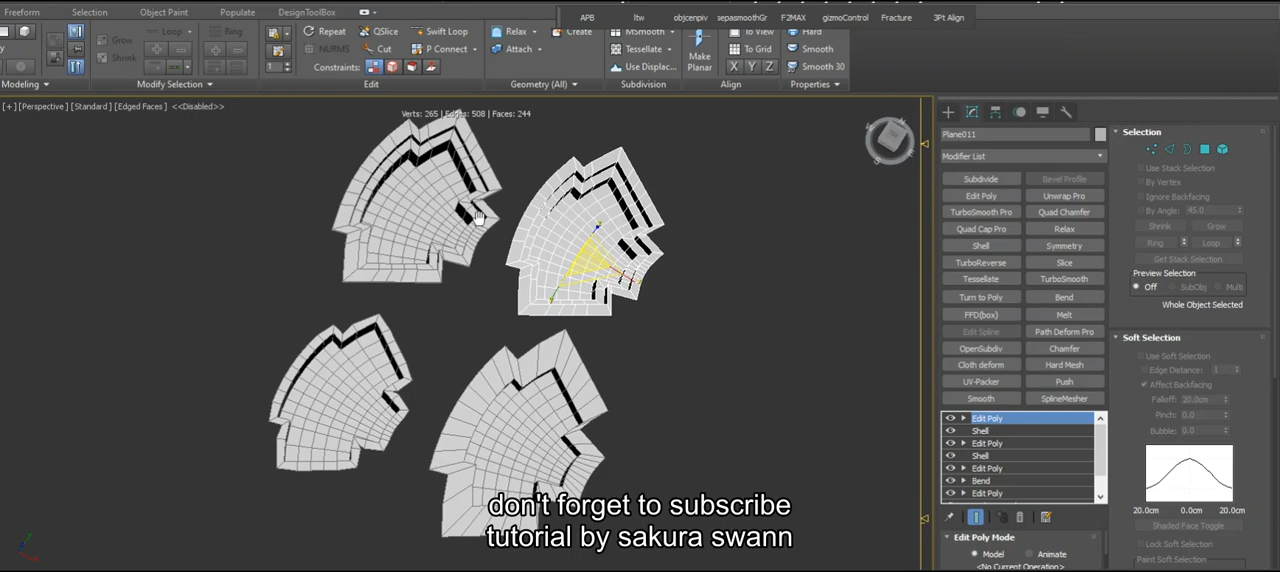 Freeform Selection Object Paint Populate DesignToolBox
APB ltw objcenpiv sepasmoothGr F2MAX gizmoControl Fracture 3Pt Align
Grow Loop Ring Repeat QSlice Swift Loop Relax Create MSmooth To View Hard
Shrink NURMS Cut P Connect Attach Tessellate Make Planar To Grid Smooth
1 Constraints: Use Displac... X Y Z Smooth 30
Modeling Modify Selection Edit Geometry (All) Subdivision Align Properties
[+] [Perspective] [Standard] [Edged Faces] <<Disabled>>
Verts: 265 | Edges: 508 | Faces: 244
Plane011
Modifier List
Subdivide Bevel Profile
Edit Poly Unwrap Pro
TurboSmooth Pro Quad Chamfer
Quad Cap Pro Relax
Shell Symmetry
TurboReverse Slice
Tessellate TurboSmooth
Turn to Poly Bend
FFD(box) Melt
Edit Spline Path Deform Pro
OpenSubdiv Chamfer
Cloth deform Hard Mesh
UV-Packer Push
Smooth SplineMesher
Edit Poly
Shell
Edit Poly
Shell
Edit Poly
Bend
Edit Poly
Edit Poly Mode
Model Animate
<No Current Operation>
Selection
Use Stack Selection
By Vertex
Ignore Backfacing
By Angle: 45.0
Shrink Grow
Ring Loop
Get Stack Selection
Preview Selection
Off SubObj Multi
Whole Object Selected
Soft Selection
Use Soft Selection
Edge Distance: 1
Affect Backfacing
Falloff: 20.0cm
Pinch: 0.0
Bubble: 0.0
20.0cm 0.0cm 20.0cm
Shaded Face Toggle
Lock Soft Selection
Paint Soft Selection
don't forget to subscribe
tutorial by sakura swann